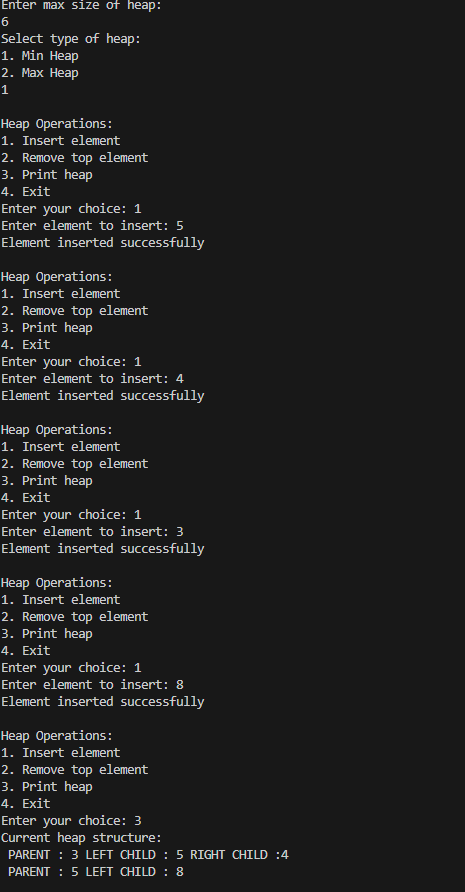 Enter max size of heap:
6
Select type of heap:
1. Min Heap
2. Max Heap
1
Heap Operations:
1. Insert element
2. Remove top element
3. Print heap
4. Exit
Enter your choice: 1
Enter element to insert: 5
Element inserted successfully
Heap Operations:
1. Insert element
2. Remove top element
3. Print heap
4. Exit
Enter your choice: 1
Enter element to insert: 4
Element inserted successfully
Heap Operations:
1. Insert element
2. Remove top element
3. Print heap
4. Exit
Enter your choice: 1
Enter element to insert: 3
Element inserted successfully
Heap Operations:
1. Insert element
2. Remove top element
3. Print heap
4. Exit
Enter your choice: 1
Enter element to insert: 8
Element inserted successfully
Heap Operations:
1. Insert element
2. Remove top element
3. Print heap
4. Exit
Enter your choice: 3
Current heap structure:
PARENT : 3 LEFT CHILD : 5 RIGHT CHILD :4
PARENT : 5 LEFT CHILD : 8